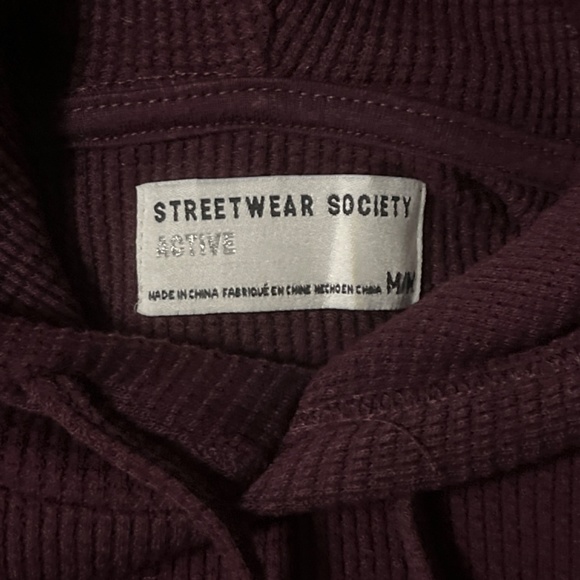 STREETWEAR SOCIETY
ACTIVE
MADE IN CHINA FABRIQUÉ EN CHINE HECHO EN CHINA M/M